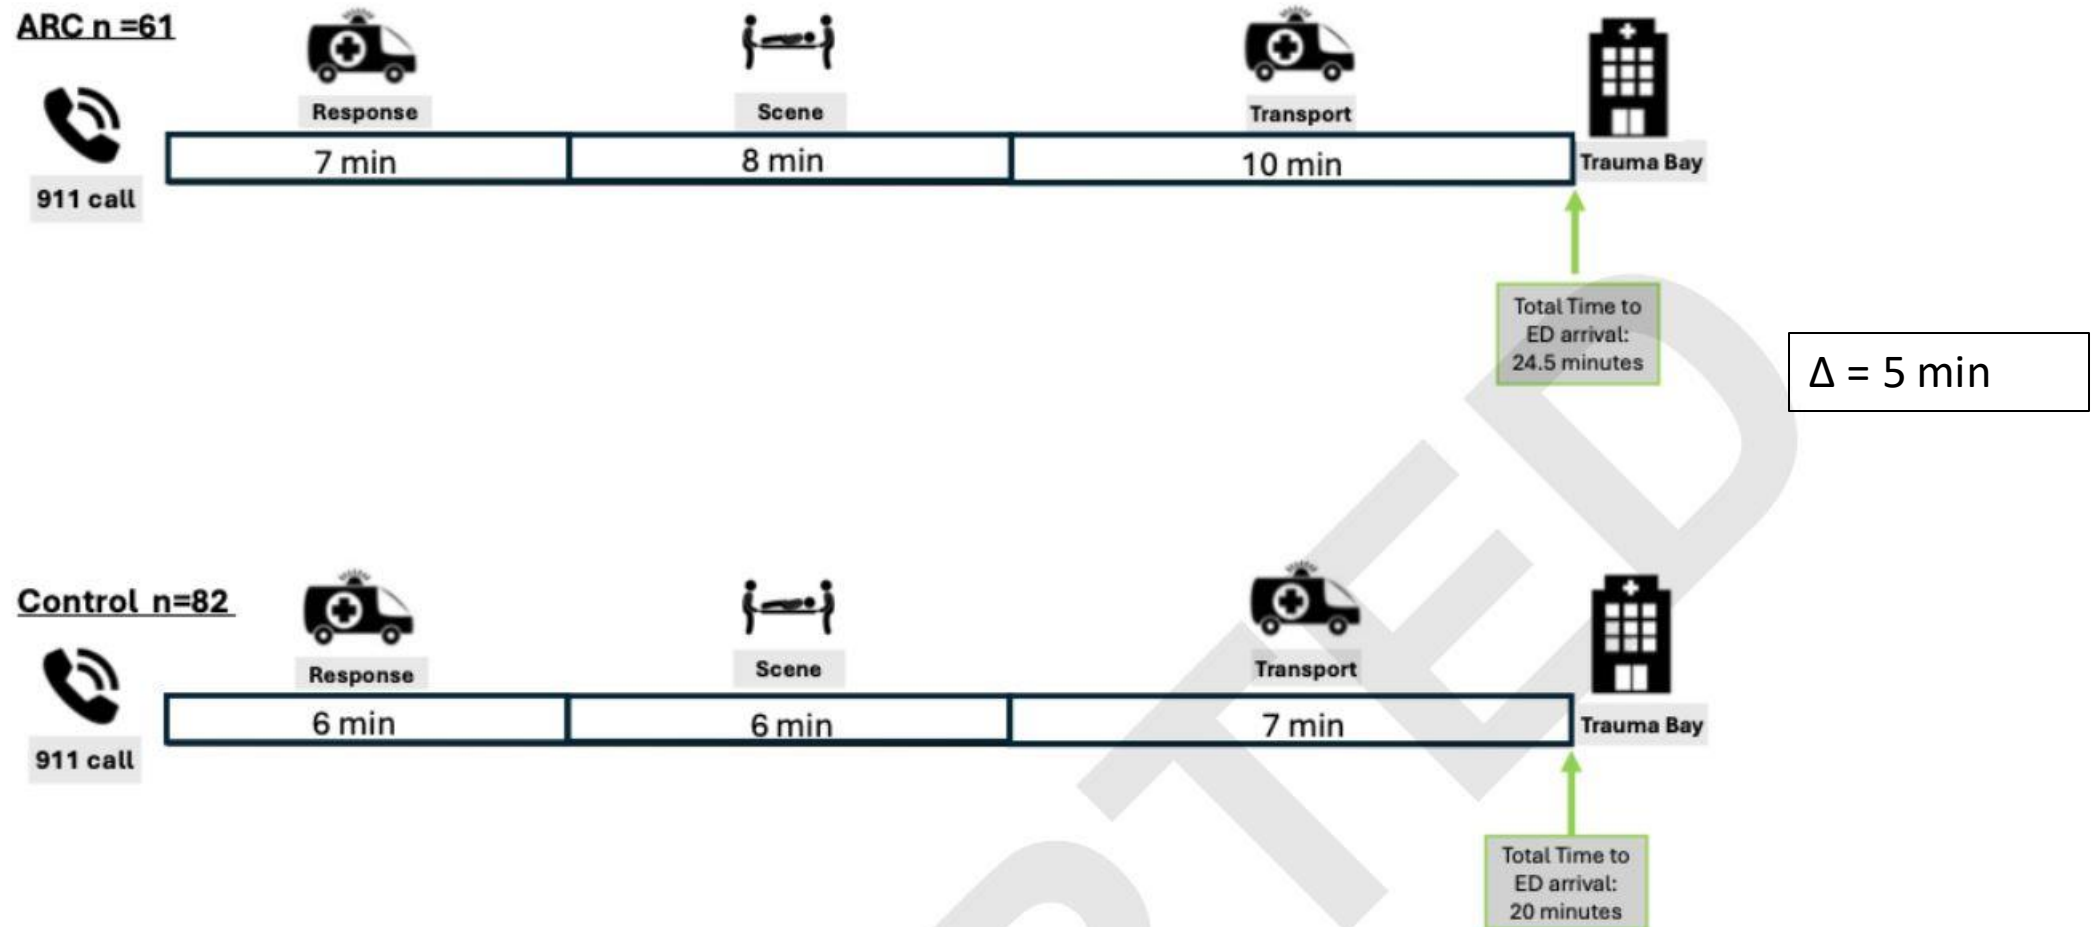 ARC n =61
Response
Scene
Transport
7 min
8 min
10 min
Trauma Bay
911 call
Total Time to
ED arrival:
24.5 minutes
Δ = 5 min
Control n=82
Response
Scene
Transport
6 min
6 min
7 min
Trauma Bay
911 call
Total Time to
ED arrival:
20 minutes
PTED